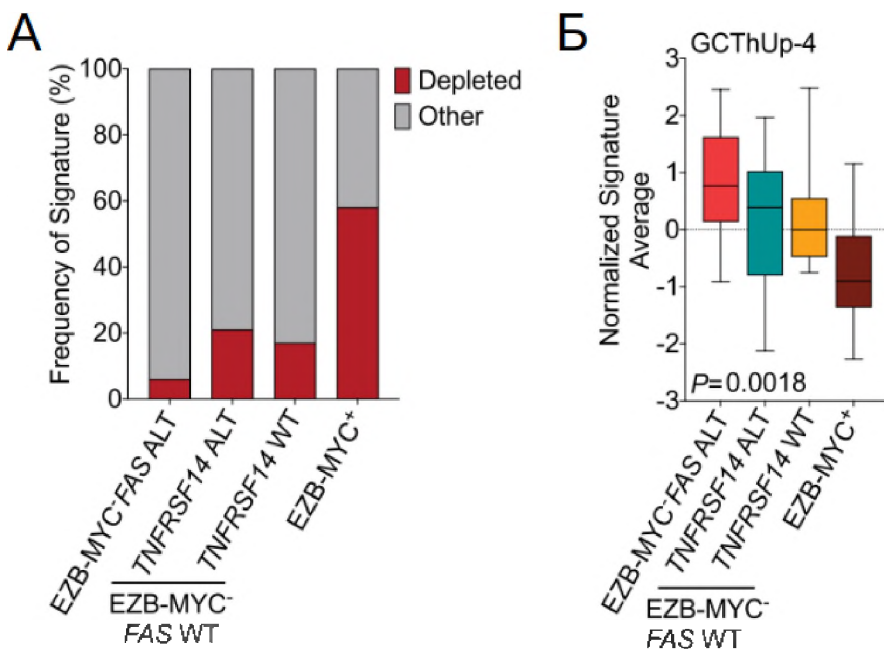 А
Frequency of Signature (%)
100
80
60
40
20
0
Depleted
Other
EZB-MYC⁻FAS ALT
TNFRSF14 ALT
TNFRSF14 WT
EZB-MYC⁺
EZB-MYC⁻
FAS WT
Б
GCThUp-4
Normalized Signature
Average
3
2
1
0
-1
-2
-3
P=0.0018
EZB-MYC⁻FAS ALT
TNFRSF14 ALT
TNFRSF14 WT
EZB-MYC⁺
EZB-MYC⁻
FAS WT